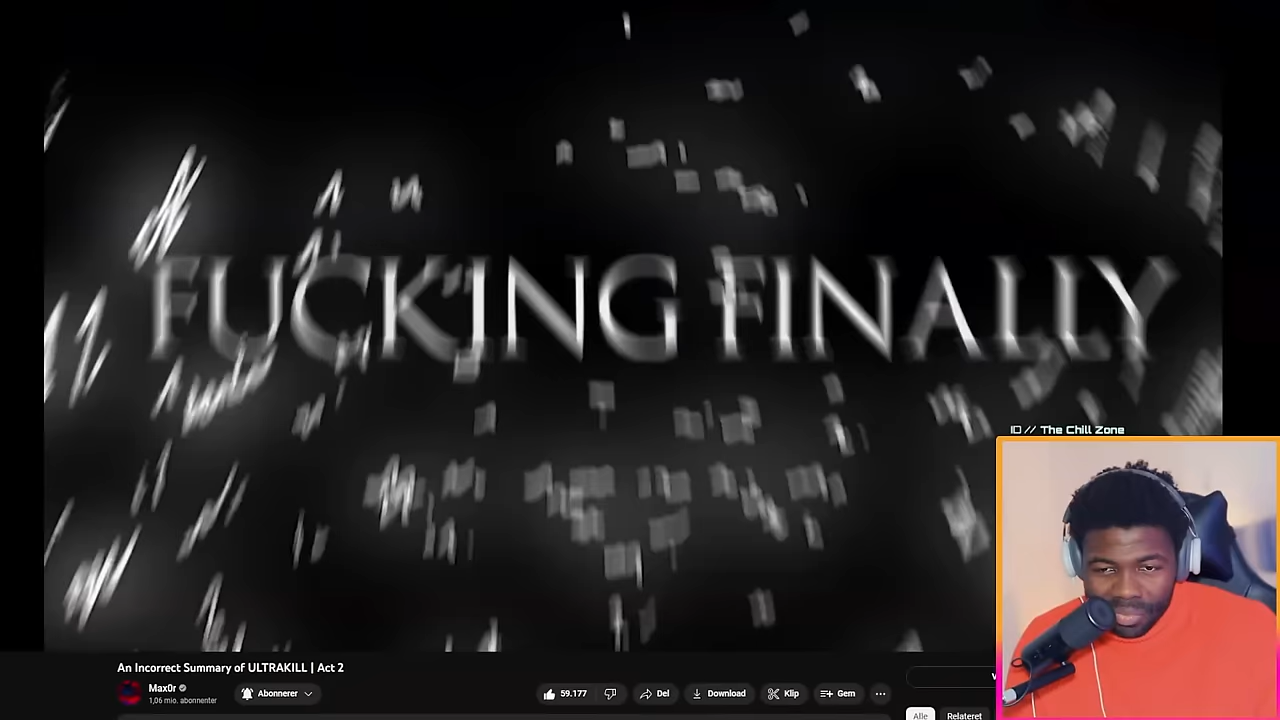 FUCKING FINALLY
ID // The Chill Zone
An Incorrect Summary of ULTRAKILL | Act 2
Max0r
1,06 mio. abonnenter
Abonnerer
59.177
Del
Download
Klip
Gem
Alle
Relateret